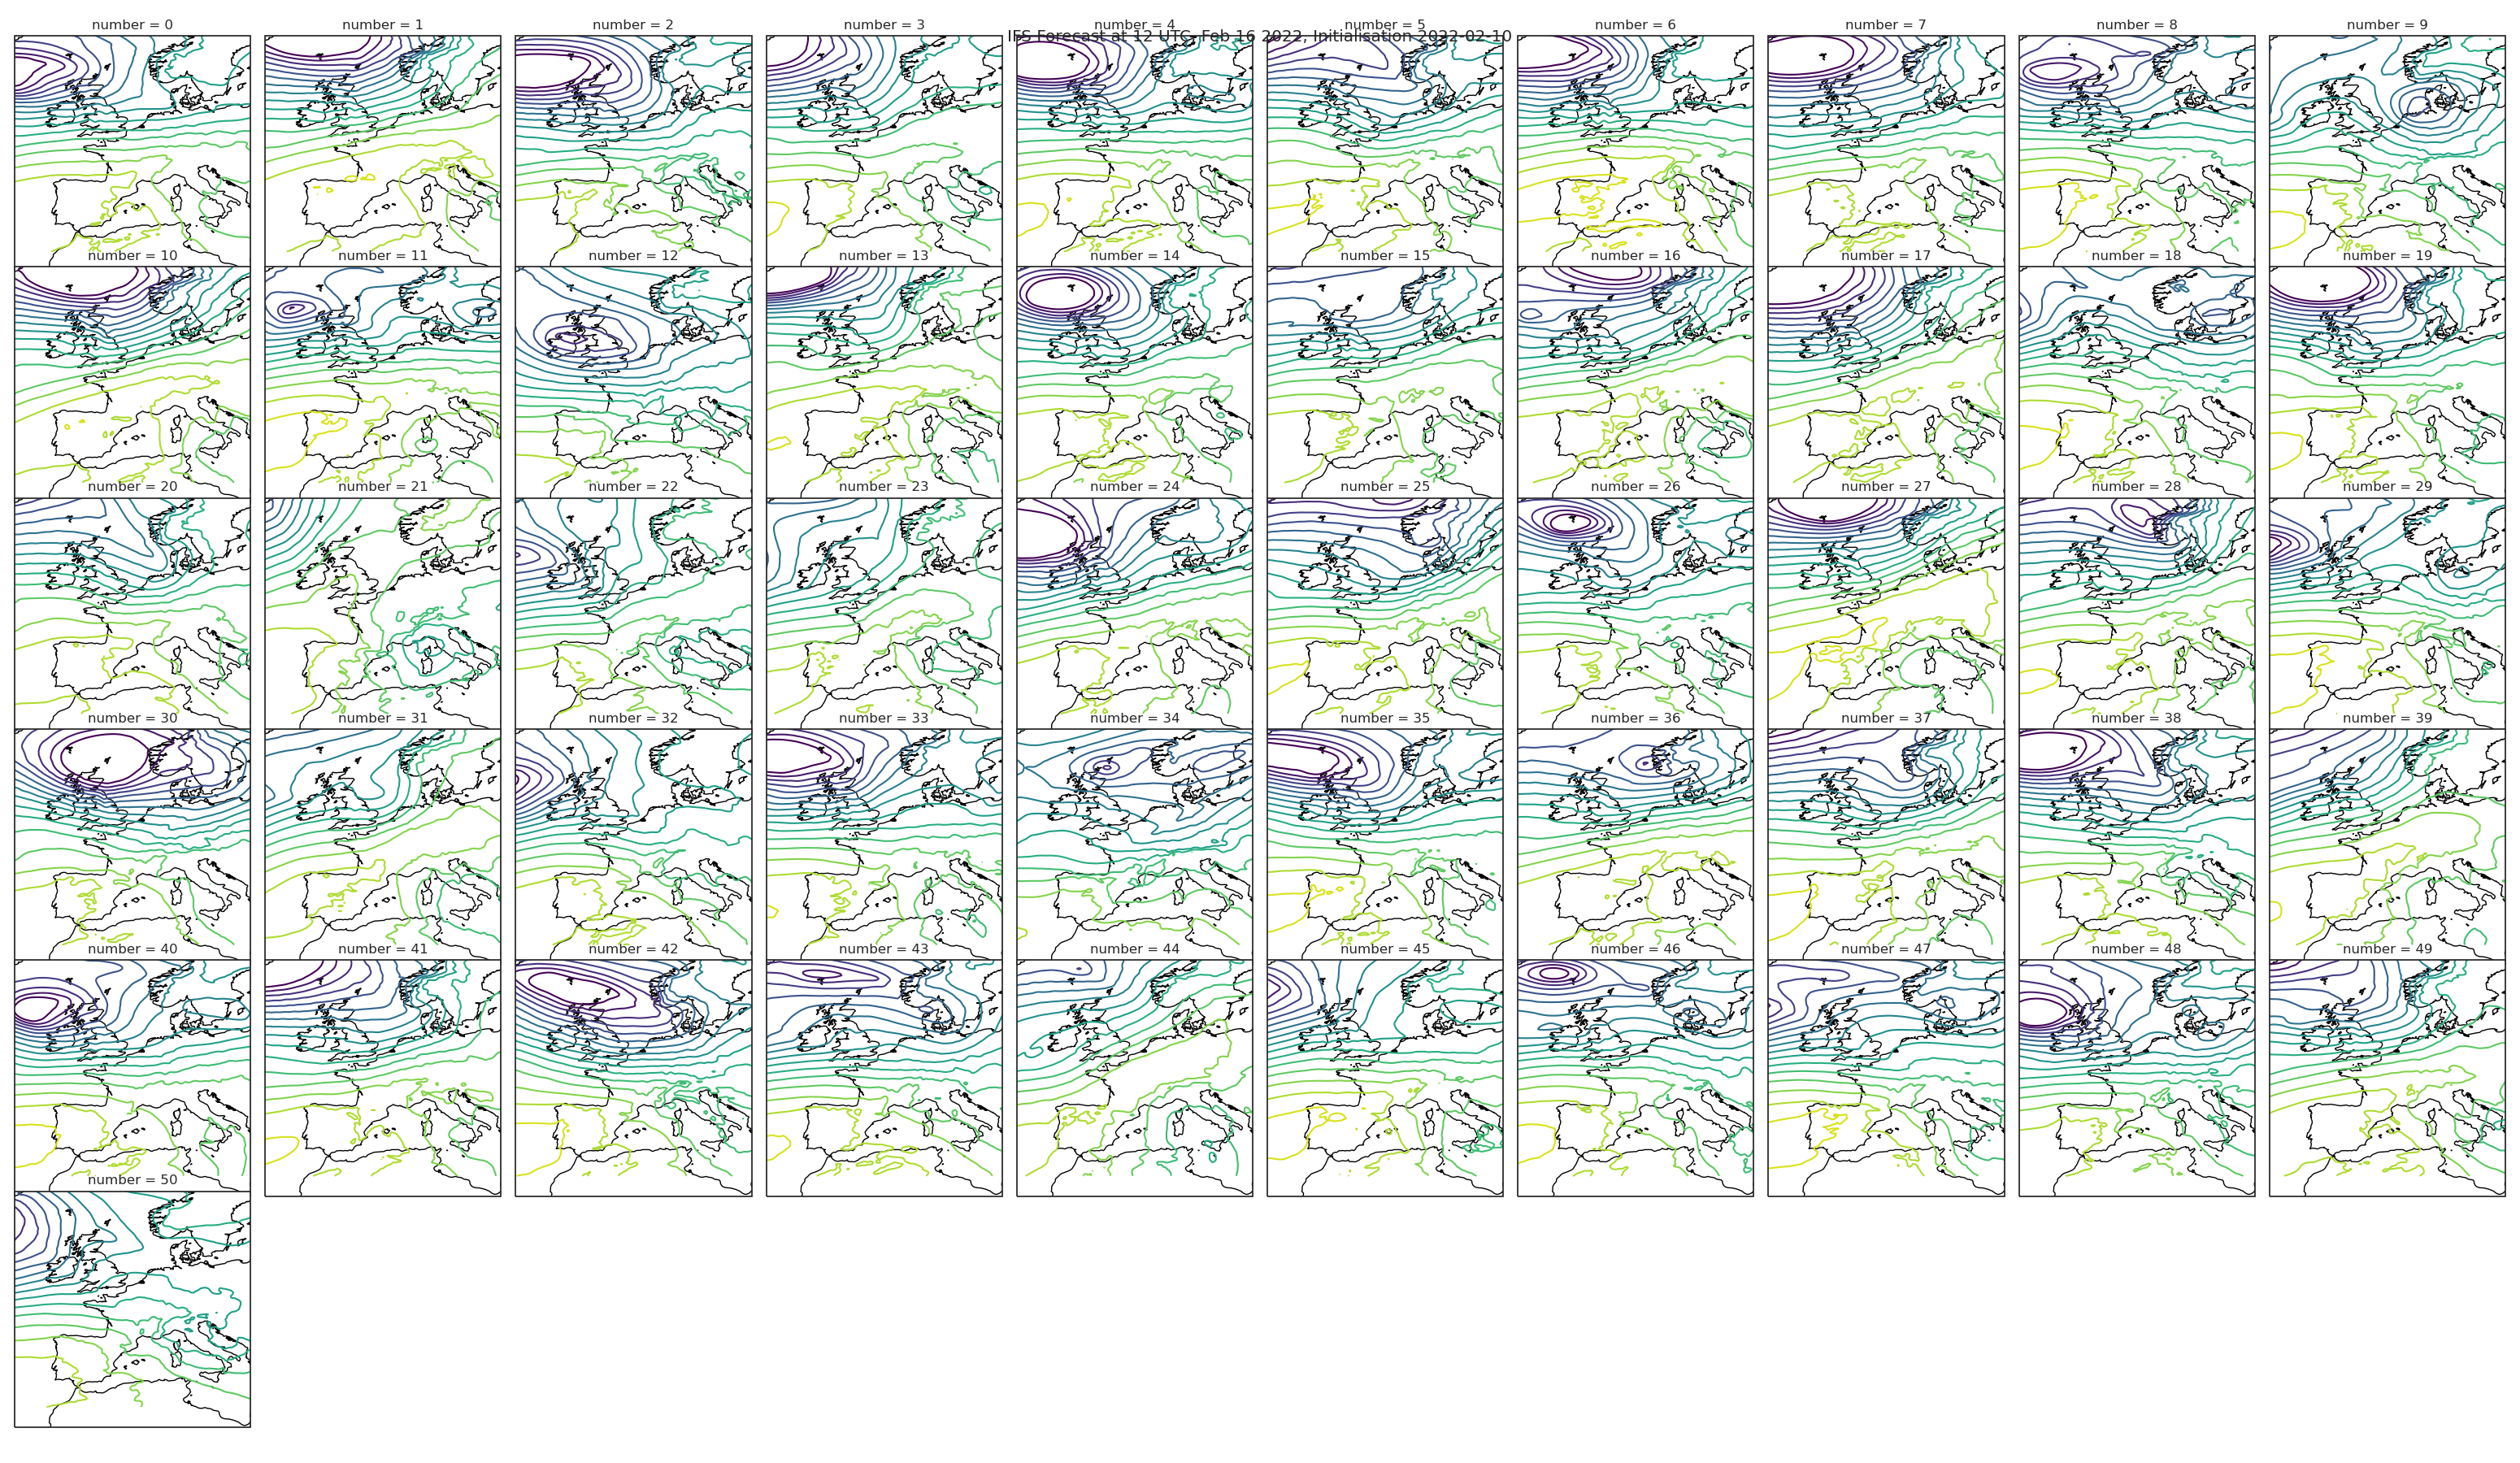 number = 0
number = 1
number = 2
number = 3
number = 4
number = 5
number = 6
number = 7
number = 8
number = 9
IFS Forecast at 12 UTC, Feb 16 2022, Initialisation 2022-02-10
number = 10
number = 11
number = 12
number = 13
number = 14
number = 15
number = 16
number = 17
number = 18
number = 19
number = 20
number = 21
number = 22
number = 23
number = 24
number = 25
number = 26
number = 27
number = 28
number = 29
number = 30
number = 31
number = 32
number = 33
number = 34
number = 35
number = 36
number = 37
number = 38
number = 39
number = 40
number = 41
number = 42
number = 43
number = 44
number = 45
number = 46
number = 47
number = 48
number = 49
number = 50